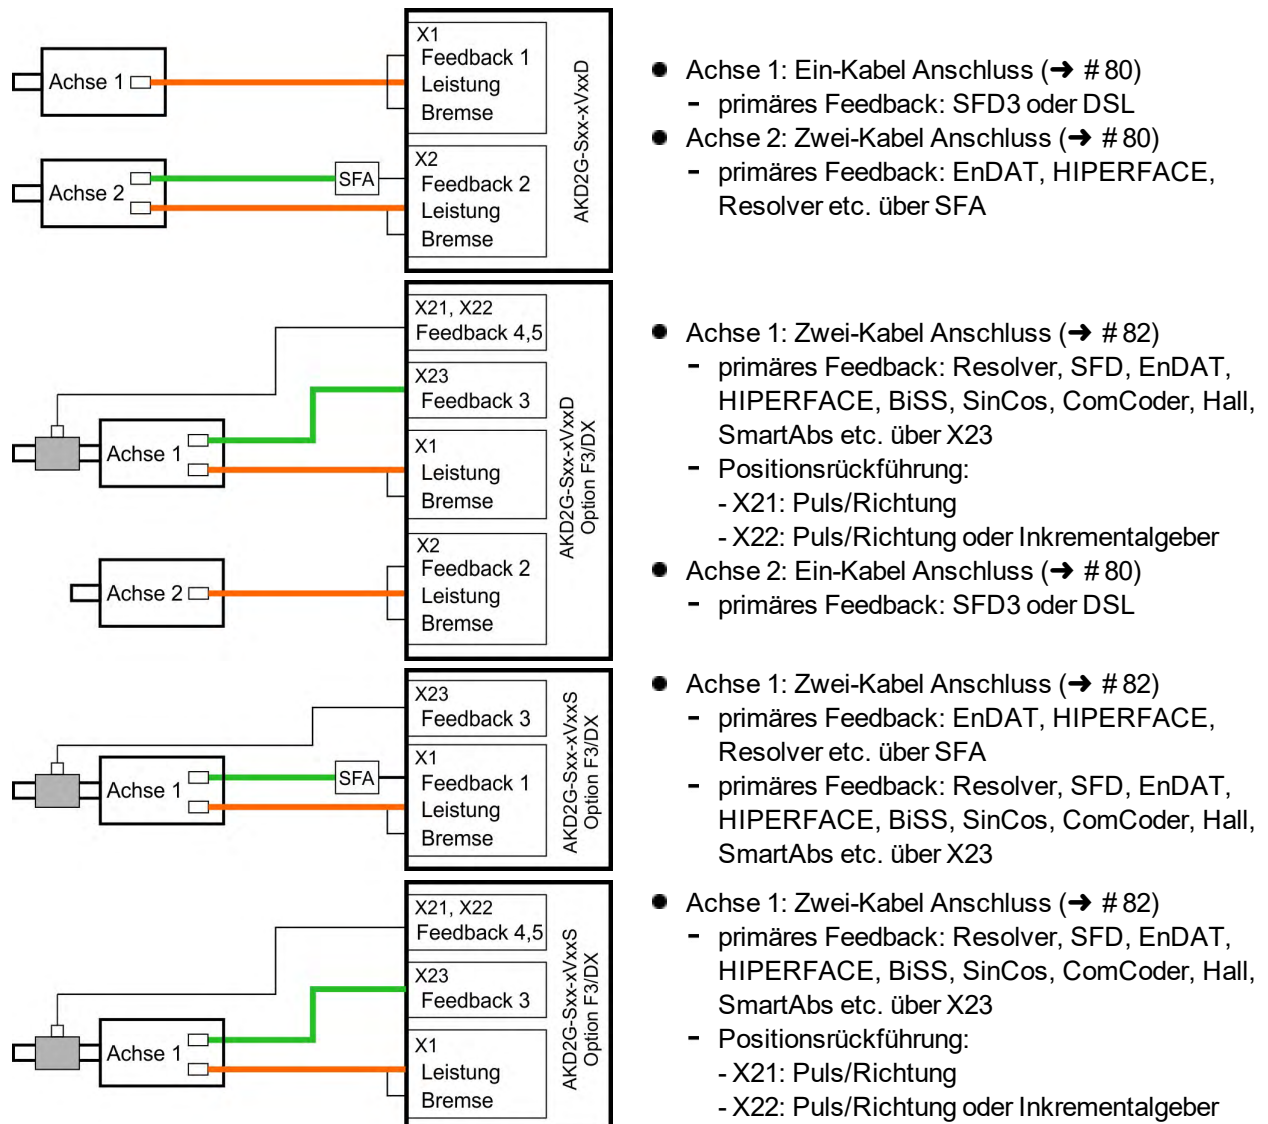 X1
Feedback 1
Leistung
Bremse
Achse 1
X2
Feedback 2
Leistung
Bremse
Achse 2
SFA
AKD2G-Sxx-xVxxD
● Achse 1: Ein-Kabel Anschluss (➜ # 80)
- primäres Feedback: SFD3 oder DSL
● Achse 2: Zwei-Kabel Anschluss (➜ # 80)
- primäres Feedback: EnDAT, HIPERFACE,
Resolver etc. über SFA
X21, X22
Feedback 4,5
X23
Feedback 3
Achse 1
X1
Leistung
Bremse
X2
Feedback 2
Leistung
Bremse
Achse 2
AKD2G-Sxx-xVxxD
Option F3/DX
● Achse 1: Zwei-Kabel Anschluss (➜ # 82)
- primäres Feedback: Resolver, SFD, EnDAT,
HIPERFACE, BiSS, SinCos, ComCoder, Hall,
SmartAbs etc. über X23
- Positionsrückführung:
- X21: Puls/Richtung
- X22: Puls/Richtung oder Inkrementalgeber
● Achse 2: Ein-Kabel Anschluss (➜ # 80)
- primäres Feedback: SFD3 oder DSL
X23
Feedback 3
Achse 1
SFA
X1
Feedback 1
Leistung
Bremse
AKD2G-Sxx-xVxxS
Option F3/DX
● Achse 1: Zwei-Kabel Anschluss (➜ # 82)
- primäres Feedback: EnDAT, HIPERFACE,
Resolver etc. über SFA
- primäres Feedback: Resolver, SFD, EnDAT,
HIPERFACE, BiSS, SinCos, ComCoder, Hall,
SmartAbs etc. über X23
X21, X22
Feedback 4,5
X23
Feedback 3
Achse 1
X1
Leistung
Bremse
AKD2G-Sxx-xVxxS
Option F3/DX
● Achse 1: Zwei-Kabel Anschluss (➜ # 82)
- primäres Feedback: Resolver, SFD, EnDAT,
HIPERFACE, BiSS, SinCos, ComCoder, Hall,
SmartAbs etc. über X23
- Positionsrückführung:
- X21: Puls/Richtung
- X22: Puls/Richtung oder Inkrementalgeber